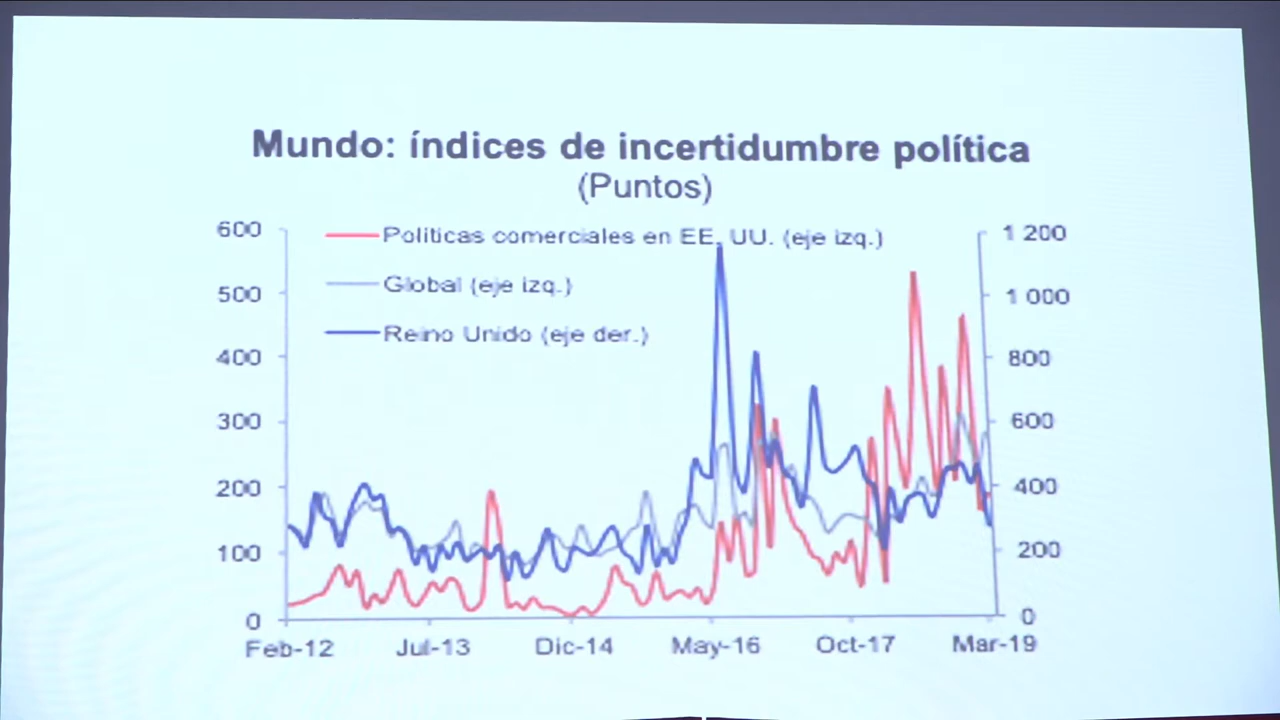 Mundo: índices de incertidumbre política
(Puntos)
Políticas comerciales en EE. UU. (eje izq.)
Global (eje izq.)
Reino Unido (eje der.)
600
500
400
300
200
100
0
1 200
1 000
800
600
400
200
0
Feb-12 Jul-13 Dic-14 May-16 Oct-17 Mar-19